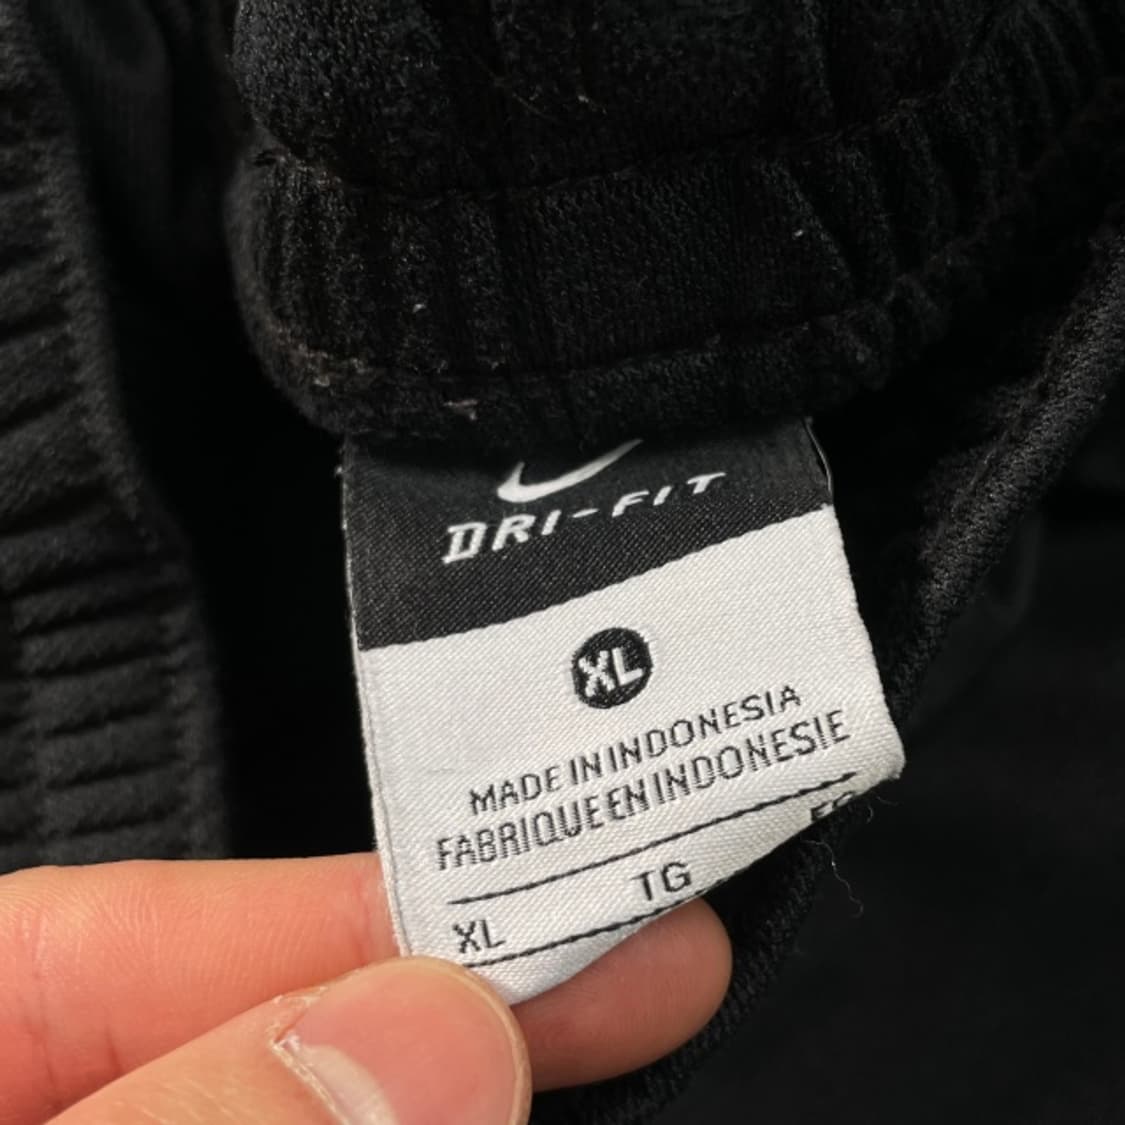 DRI-FIT
XL
MADE IN INDONESIA
FABRIQUE EN INDONESIE
XL TG